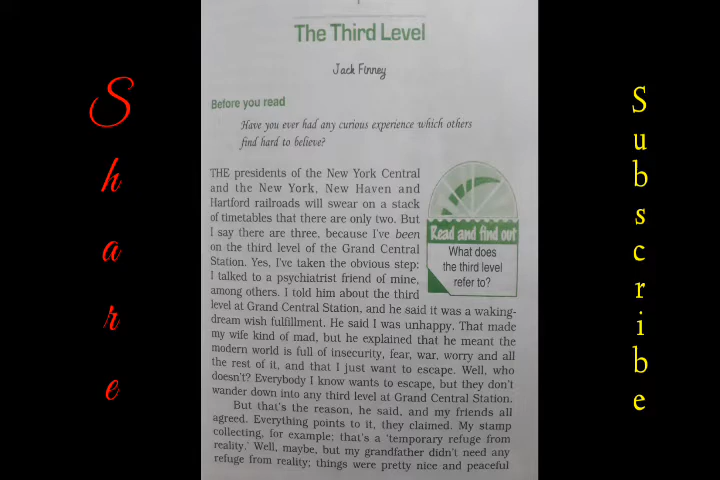 The Third Level
Jack Finney
Before you read
Have you ever had any curious experience which others
find hard to believe?
THE presidents of the New York Central
and the New York, New Haven and
Hartford railroads will swear on a stack
of timetables that there are only two. But
I say there are three, because I've been
on the third level of the Grand Central
Station. Yes, I've taken the obvious step:
I talked to a psychiatrist friend of mine,
among others. I told him about the third
level at Grand Central Station, and he said it was a waking-
dream wish fulfillment. He said I was unhappy. That made
my wife kind of mad, but he explained that he meant the
modern world is full of insecurity, fear, war, worry and all
the rest of it, and that I just want to escape. Well, who
doesn't? Everybody I know wants to escape, but they don't
wander down into any third level at Grand Central Station.
But that's the reason, he said, and my friends all
agreed. Everything points to it, they claimed. My stamp
collecting, for example; that's a 'temporary refuge from
reality.' Well, maybe, but my grandfather didn't need any
refuge from reality; things were pretty nice and peaceful
Read and find out
What does
the third level
refer to?
Share
Subscribe